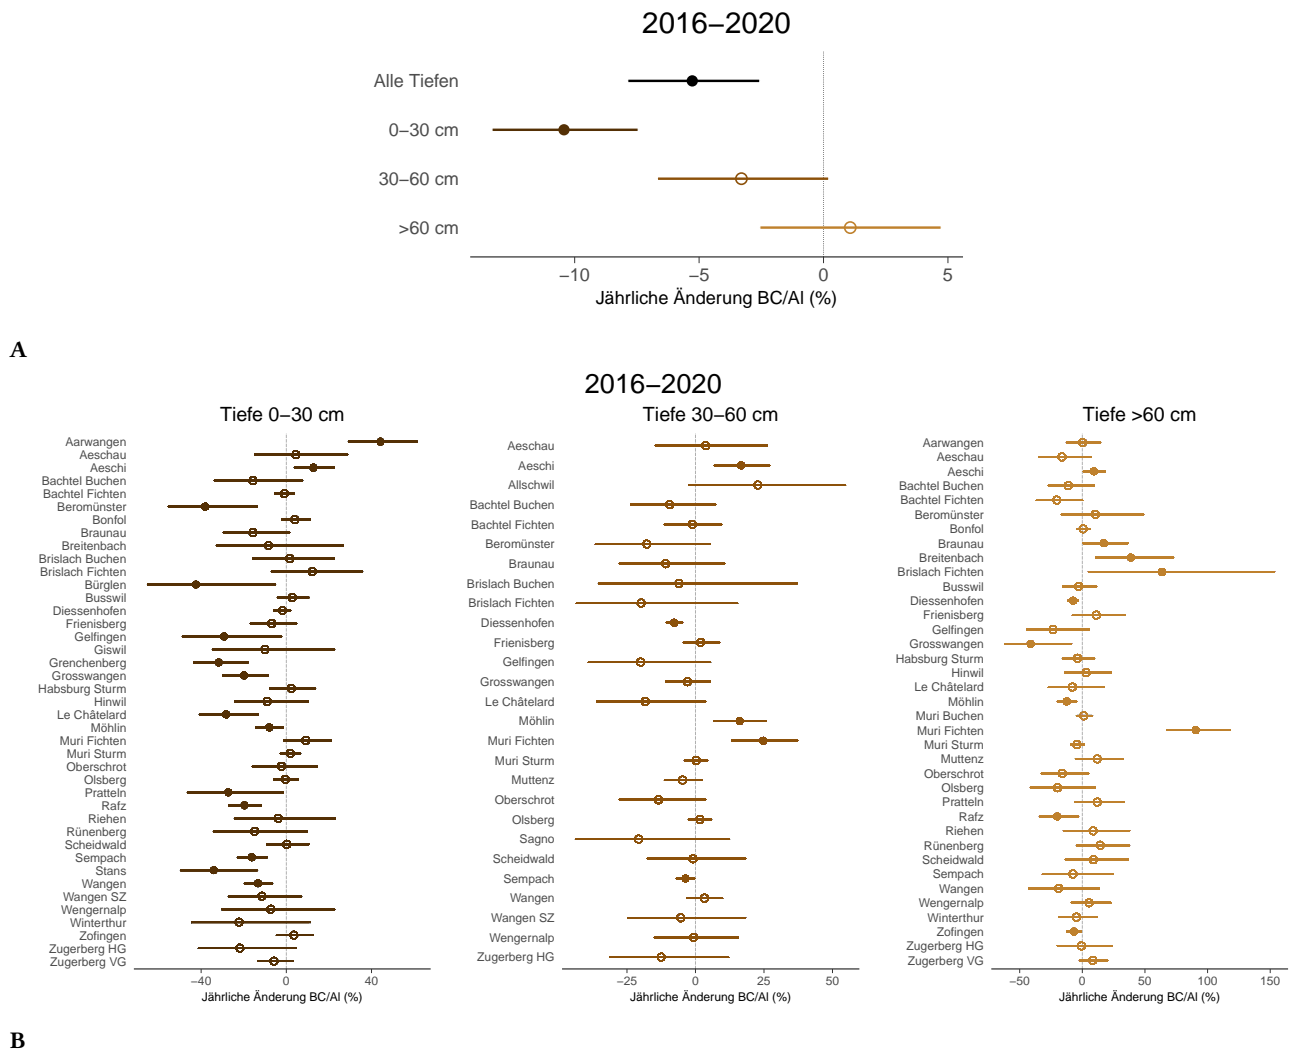 2016−2020
Alle Tiefen
0−30 cm
30−60 cm
>60 cm
−10 −5 0 5
Jährliche Änderung BC/Al (%)
A
2016−2020
Tiefe 0−30 cm
Aarwangen
Aeschau
Aeschi
Bachtel Buchen
Bachtel Fichten
Beromünster
Bonfol
Braunau
Breitenbach
Brislach Buchen
Brislach Fichten
Bürglen
Busswil
Diessenhofen
Frienisberg
Gelfingen
Giswil
Grenchenberg
Grosswangen
Habsburg Sturm
Hinwil
Le Châtelard
Möhlin
Muri Fichten
Muri Sturm
Oberschrot
Olsberg
Pratteln
Rafz
Riehen
Rünenberg
Scheidwald
Sempach
Stans
Wangen
Wangen SZ
Wengernalp
Winterthur
Zofingen
Zugerberg HG
Zugerberg VG
−40 0 40
Jährliche Änderung BC/Al (%)
Tiefe 30−60 cm
Aeschau
Aeschi
Allschwil
Bachtel Buchen
Bachtel Fichten
Beromünster
Braunau
Brislach Buchen
Brislach Fichten
Diessenhofen
Frienisberg
Gelfingen
Grosswangen
Le Châtelard
Möhlin
Muri Fichten
Muri Sturm
Muttenz
Oberschrot
Olsberg
Sagno
Scheidwald
Sempach
Wangen
Wangen SZ
Wengernalp
Zugerberg HG
−25 0 25 50
Jährliche Änderung BC/Al (%)
Tiefe >60 cm
Aarwangen
Aeschau
Aeschi
Bachtel Buchen
Bachtel Fichten
Beromünster
Bonfol
Braunau
Breitenbach
Brislach Fichten
Busswil
Diessenhofen
Frienisberg
Gelfingen
Grosswangen
Habsburg Sturm
Hinwil
Le Châtelard
Möhlin
Muri Buchen
Muri Fichten
Muri Sturm
Muttenz
Oberschrot
Olsberg
Pratteln
Rafz
Riehen
Rünenberg
Scheidwald
Sempach
Wangen
Wengernalp
Winterthur
Zofingen
Zugerberg HG
Zugerberg VG
−50 0 50 100 150
Jährliche Änderung BC/Al (%)
B